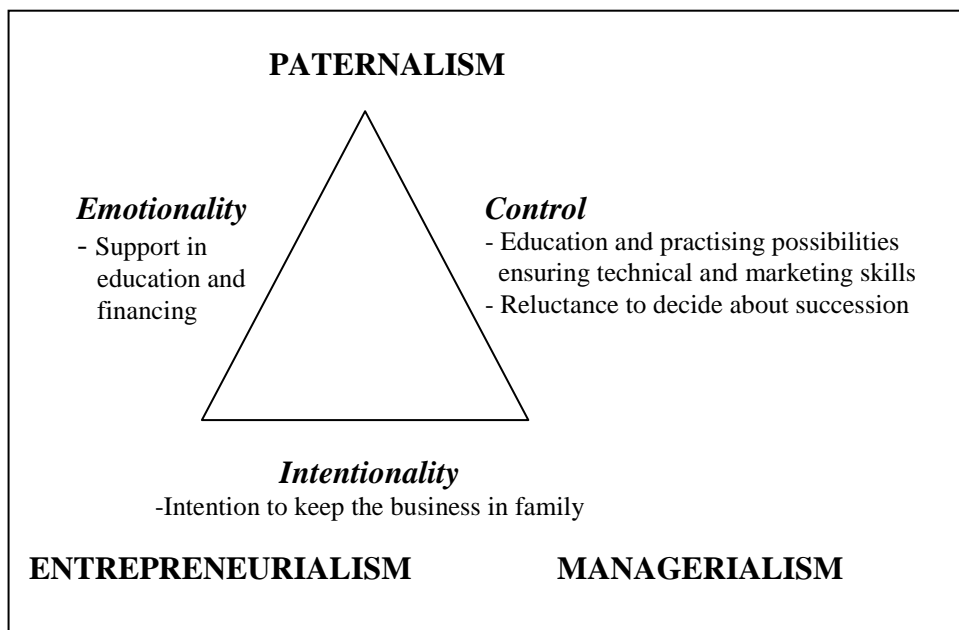 PATERNALISM
Emotionality
- Support in
education and
financing
Control
- Education and practising possibilities
ensuring technical and marketing skills
- Reluctance to decide about succession
Intentionality
-Intention to keep the business in family
ENTREPRENEURIALISM
MANAGERIALISM